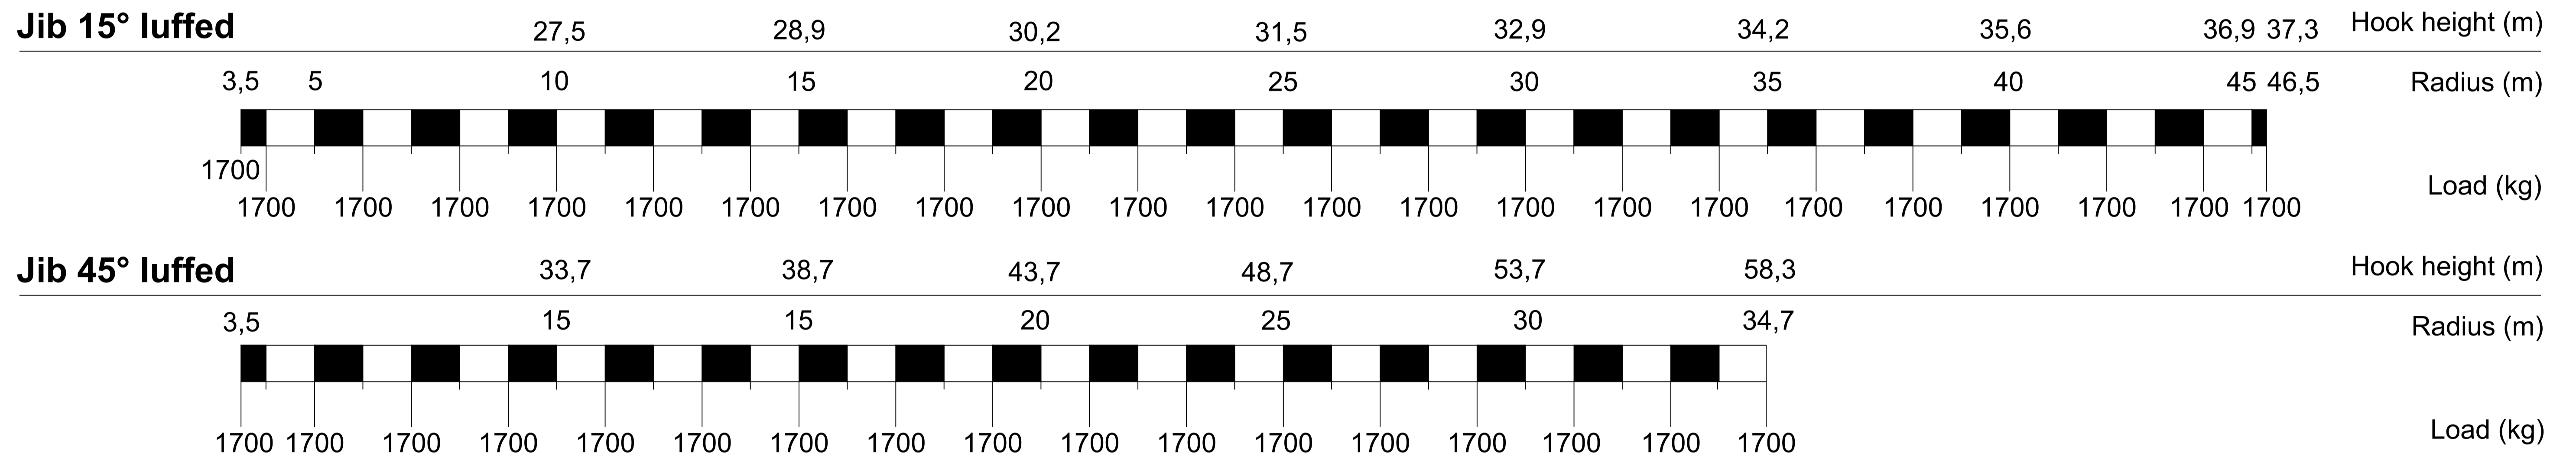 Jib 15° luffed 27,5 28,9 30,2 31,5 32,9 34,2 35,6 36,9 37,3 Hook height (m)
3,5 5 10 15 20 25 30 35 40 45 46,5 Radius (m)
1700 Load (kg)
1700 1700 1700 1700 1700 1700 1700 1700 1700 1700 1700 1700 1700 1700 1700 1700 1700 1700 1700 1700 1700 1700
Jib 45° luffed 33,7 38,7 43,7 48,7 53,7 58,3 Hook height (m)
3,5 15 15 20 25 30 34,7 Radius (m)
1700 1700 1700 1700 1700 1700 1700 1700 1700 1700 1700 1700 1700 1700 1700 1700 1700 Load (kg)